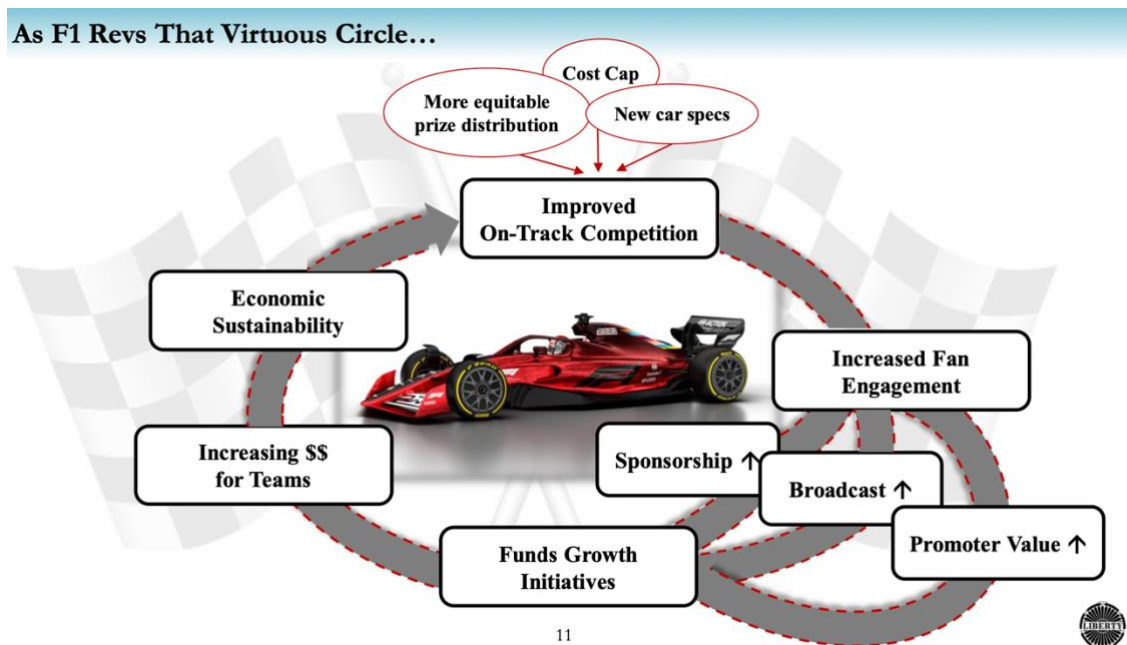 As F1 Revs That Virtuous Circle…
Cost Cap
More equitable
prize distribution
New car specs
Improved
On-Track Competition
Economic
Sustainability
Increased Fan
Engagement
Increasing $$
for Teams
Sponsorship ↑
Broadcast ↑
Promoter Value ↑
Funds Growth
Initiatives
11
LIBERTY